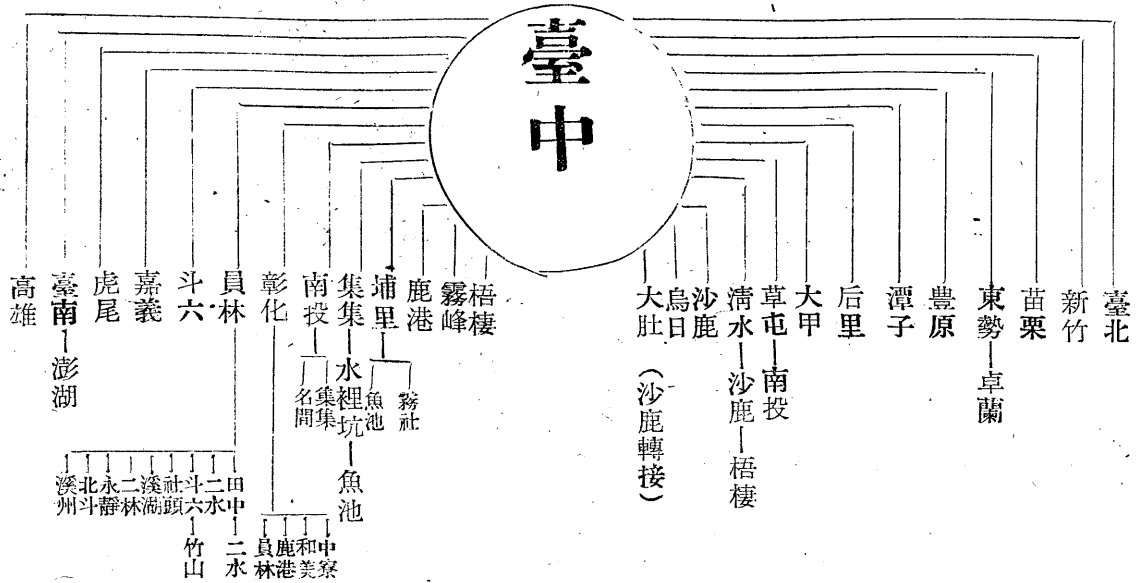 臺中
臺北
新竹
苗栗
東勢 卓蘭
豊原
潭子
后里
大甲
草屯 南投
淸水 沙鹿 梧棲
沙鹿
烏日
大肚（沙鹿轉接）
梧棲
霧峰
鹿港
埔里
霧社
魚池
集集 水裡坑 魚池
南投
集集
名間
彰化
中寮
和美
鹿港
員林
員林
田中 二水
二水
斗六 竹山
社頭
溪湖
二林
永靜
北斗
溪州
斗六
嘉義
虎尾
臺南 澎湖
高雄